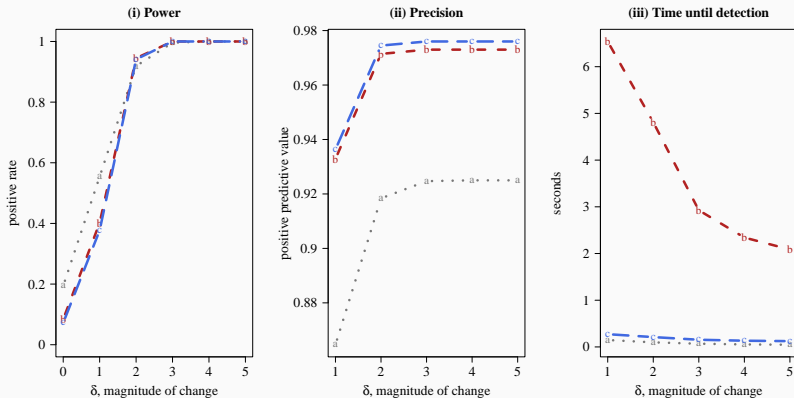 (i) Power
positive rate
1
0.8
0.6
0.4
0.2
0
a
b
c
a
b
c
a
b
c
a
b
c
a
b
c
a
b
c
0 1 2 3 4 5
δ, magnitude of change
(ii) Precision
positive predicive value
0.98
0.96
0.94
0.92
0.9
0.88
c
b
a
c
b
a
c
b
a
c
b
a
c
b
a
1 2 3 4 5
δ, magnitude of change
(iii) Time until detection
seconds
6
5
4
3
2
1
0
b
c
a
b
c
a
b
c
a
b
c
a
b
c
a
1 2 3 4 5
δ, magnitude of change